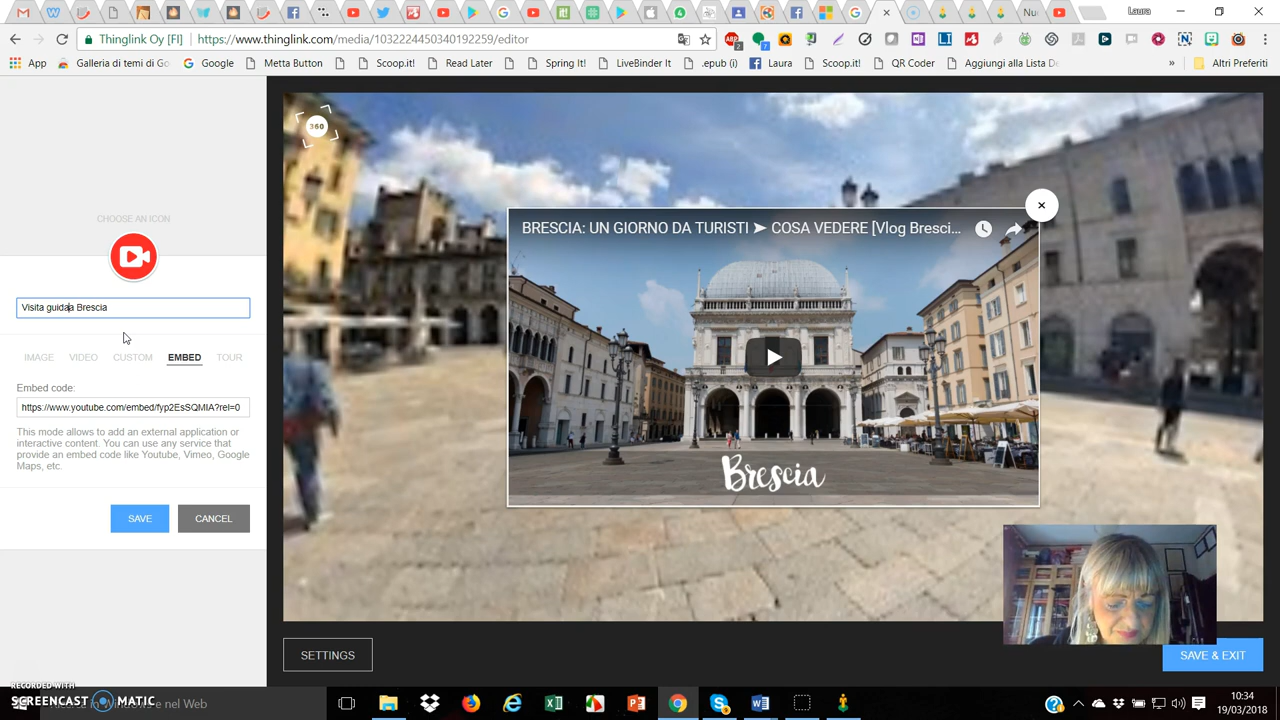 Laura
Thinglink Oy [FI]
https://www.thinglink.com/media/1032224450340192259/editor
App
Galleria di temi di Go
Google
Metta Button
Scoop.it!
Read Later
Spring It!
LiveBinder It
.epub (i)
Laura
Scoop.it!
QR Coder
Aggiungi alla Lista De
»
Altri Preferiti
360
CHOOSE AN ICON
Visita guidaa Brescia
IMAGE
VIDEO
CUSTOM
EMBED
TOUR
Embed code:
https://www.youtube.com/embed/fyp2EsSQMIA?rel=0
This mode allows to add an external application or
interactive content. You can use any service that
provide an embed code like Youtube, Vimeo, Google
Maps, etc.
SAVE
CANCEL
BRESCIA: UN GIORNO DA TURISTI ➤ COSA VEDERE [Vlog Bresci...
Brescia
SETTINGS
SAVE & EXIT
RECORDED WITH
SCREENCAST
MATIC
e nel Web
10:34
19/03/2018